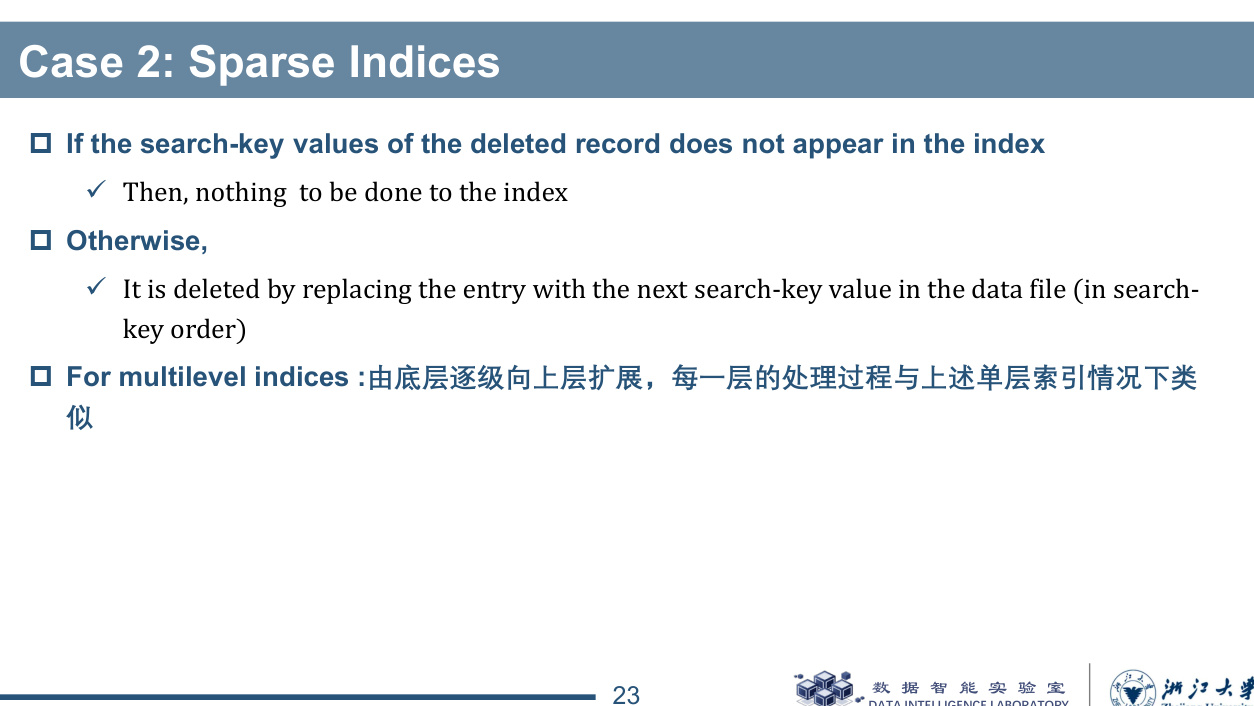 Case 2: Sparse Indices
If the search-key values of the deleted record does not appear in the index
Then, nothing to be done to the index
Otherwise,
It is deleted by replacing the entry with the next search-key value in the data file (in search-
key order)
For multilevel indices :由底层逐级向上层扩展，每一层的处理过程与上述单层索引情况下类
似
23
数据智能实验室
DATA INTELLIGENCE LABORATORY
浙江大学